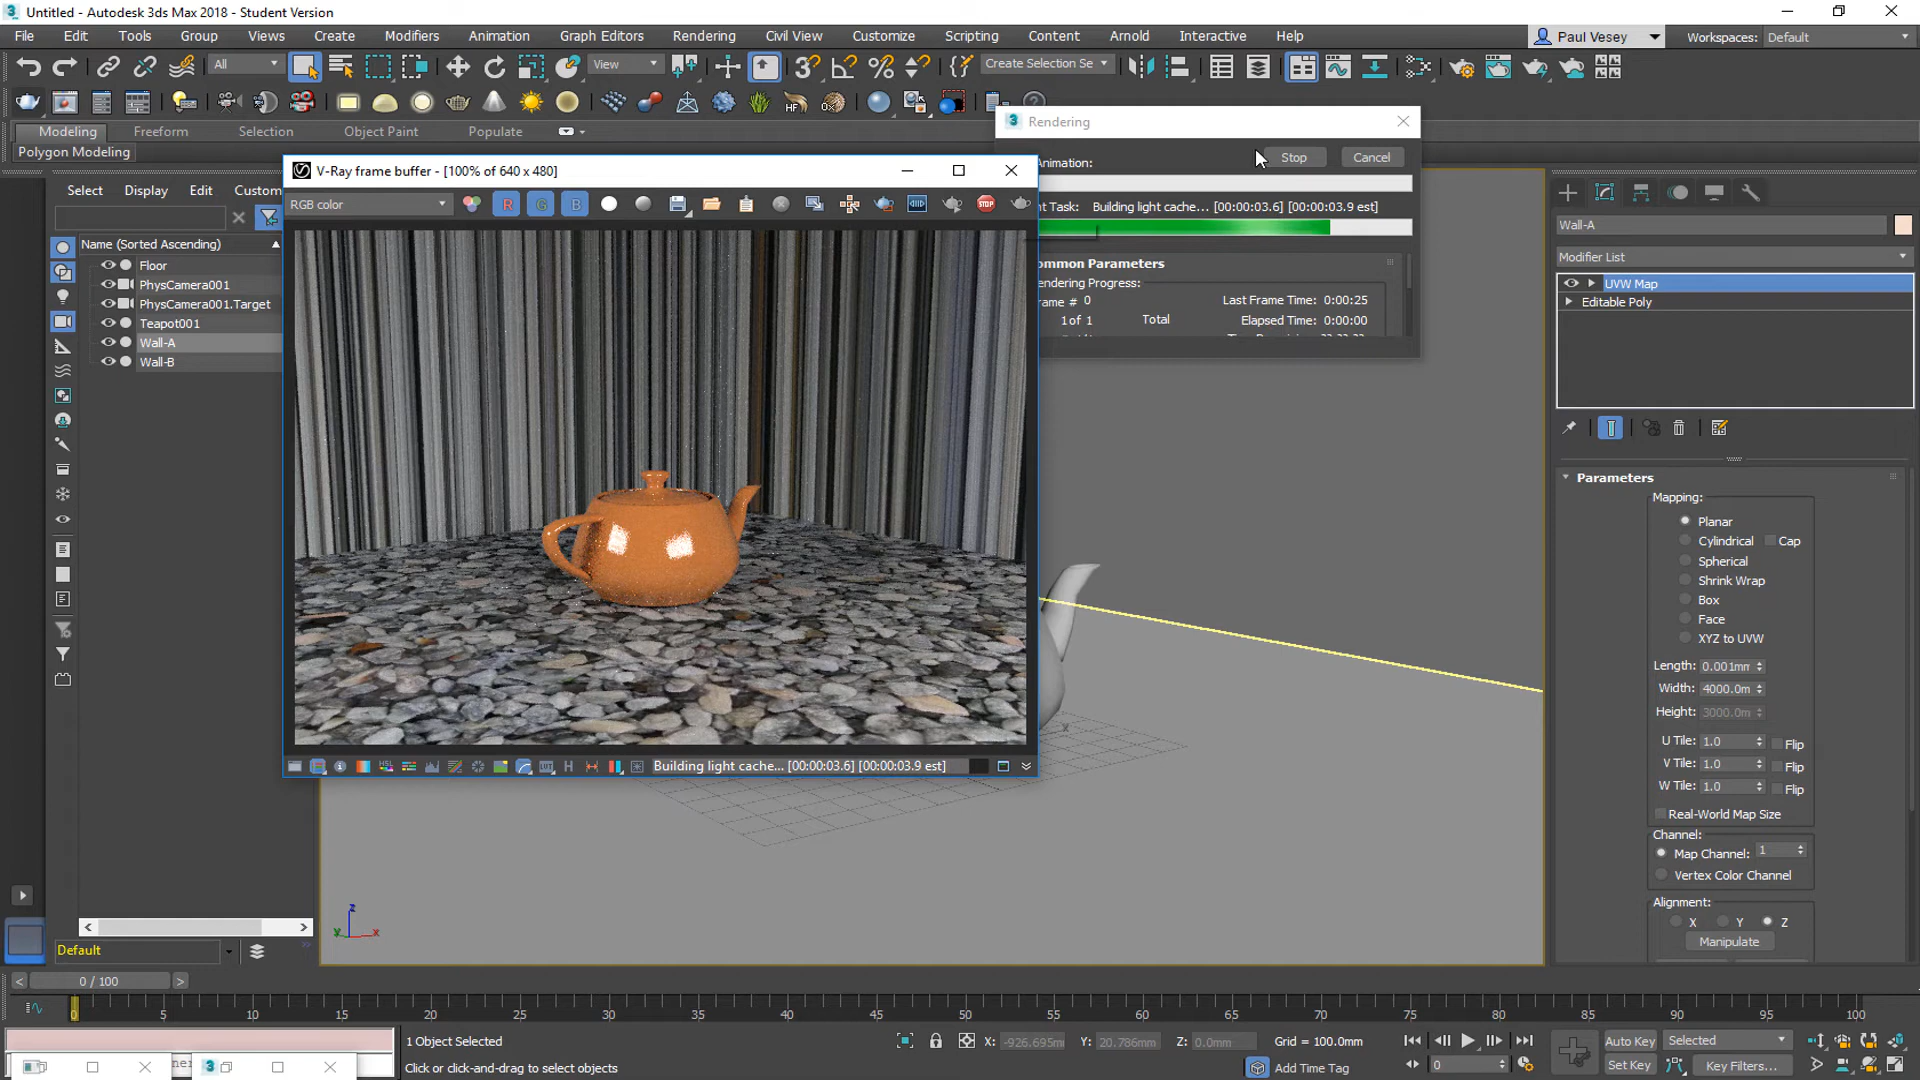 Untitled - Autodesk 3ds Max 2018 - Student Version
File Edit Tools Group Views Create Modifiers Animation Graph Editors Rendering Civil View Customize Scripting Content Arnold Interactive Help
Paul Vesey
Workspaces: Default
All
View
Create Selection Se
Modeling Freeform Selection Object Paint Populate
Polygon Modeling
Select Display Edit Custom
Name (Sorted Ascending)
Floor
PhysCamera001
PhysCamera001.Target
Teapot001
Wall-A
Wall-B
V-Ray frame buffer - [100% of 640 x 480]
RGB color
R G B
STOP
Building light cache... [00:00:03.6] [00:00:03.9 est]
Rendering
Animation:
Stop Cancel
nt Task: Building light cache... [00:00:03.6] [00:00:03.9 est]
ommon Parameters
endering Progress:
rame # 0 Last Frame Time: 0:00:25
1 of 1 Total Elapsed Time: 0:00:00
Wall-A
Modifier List
UVW Map
Editable Poly
Parameters
Mapping:
Planar
Cylindrical Cap
Spherical
Shrink Wrap
Box
Face
XYZ to UVW
Length: 0.001mm
Width: 4000.0m
Height: 3000.0m
U Tile: 1.0 Flip
V Tile: 1.0 Flip
W Tile: 1.0 Flip
Real-World Map Size
Channel:
Map Channel: 1
Vertex Color Channel
Alignment:
X Y Z
Manipulate
z
y x
x
Default
0 / 100
0 5 10 15 20 25 30 35 40 45 50 55 60 65 70 75 80 85 90 95 100
1 Object Selected
Click or click-and-drag to select objects
X: -926.695m Y: 20.786mm Z: 0.0mm Grid = 100.0mm
Add Time Tag
0
Auto Key Selected
Set Key Key Filters...